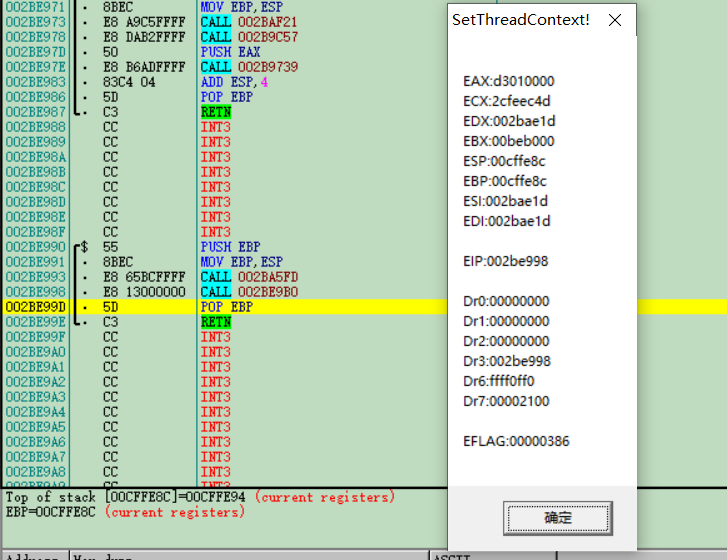 002BE971 . 8BEC MOV EBP,ESP
002BE973 . E8 A9C5FFFF CALL 002BAF21
002BE978 . E8 DAB2FFFF CALL 002B9C57
002BE97D . 50 PUSH EAX
002BE97E . E8 B6ADFFFF CALL 002B9739
002BE983 . 83C4 04 ADD ESP,4
002BE986 . 5D POP EBP
002BE987 . C3 RETN
002BE988 CC INT3
002BE989 CC INT3
002BE98A CC INT3
002BE98B CC INT3
002BE98C CC INT3
002BE98D CC INT3
002BE98E CC INT3
002BE98F CC INT3
002BE990 $ 55 PUSH EBP
002BE991 . 8BEC MOV EBP,ESP
002BE993 . E8 65BCFFFF CALL 002BA5FD
002BE998 . E8 13000000 CALL 002BE9B0
002BE99D . 5D POP EBP
002BE99E . C3 RETN
002BE99F CC INT3
002BE9A0 CC INT3
002BE9A1 CC INT3
002BE9A2 CC INT3
002BE9A3 CC INT3
002BE9A4 CC INT3
002BE9A5 CC INT3
002BE9A6 CC INT3
002BE9A7 CC INT3
002BE9A8 CC INT3
Top of stack [00CFFE8C]=00CFFE94 (current registers)
EBP=00CFFE8C (current registers)
SetThreadContext!
EAX:d3010000
ECX:2cfeec4d
EDX:002bae1d
EBX:00beb000
ESP:00cffe8c
EBP:00cffe8c
ESI:002bae1d
EDI:002bae1d
EIP:002be998
Dr0:00000000
Dr1:00000000
Dr2:00000000
Dr3:002be998
Dr6:ffff0ff0
Dr7:00002100
EFLAG:00000386
确定